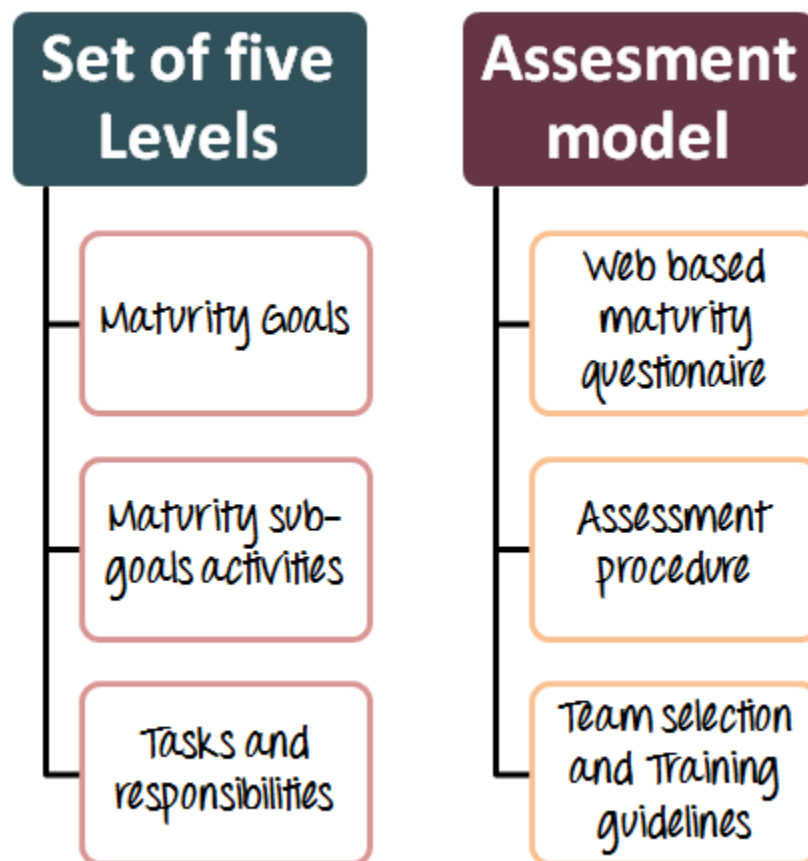 Set of five
Levels
Maturity Goals
Maturity sub-
goals activities
Tasks and
responsibilities
Assesment
model
Web based
maturity
questionaire
Assessment
procedure
Team selection
and Training
guidelines